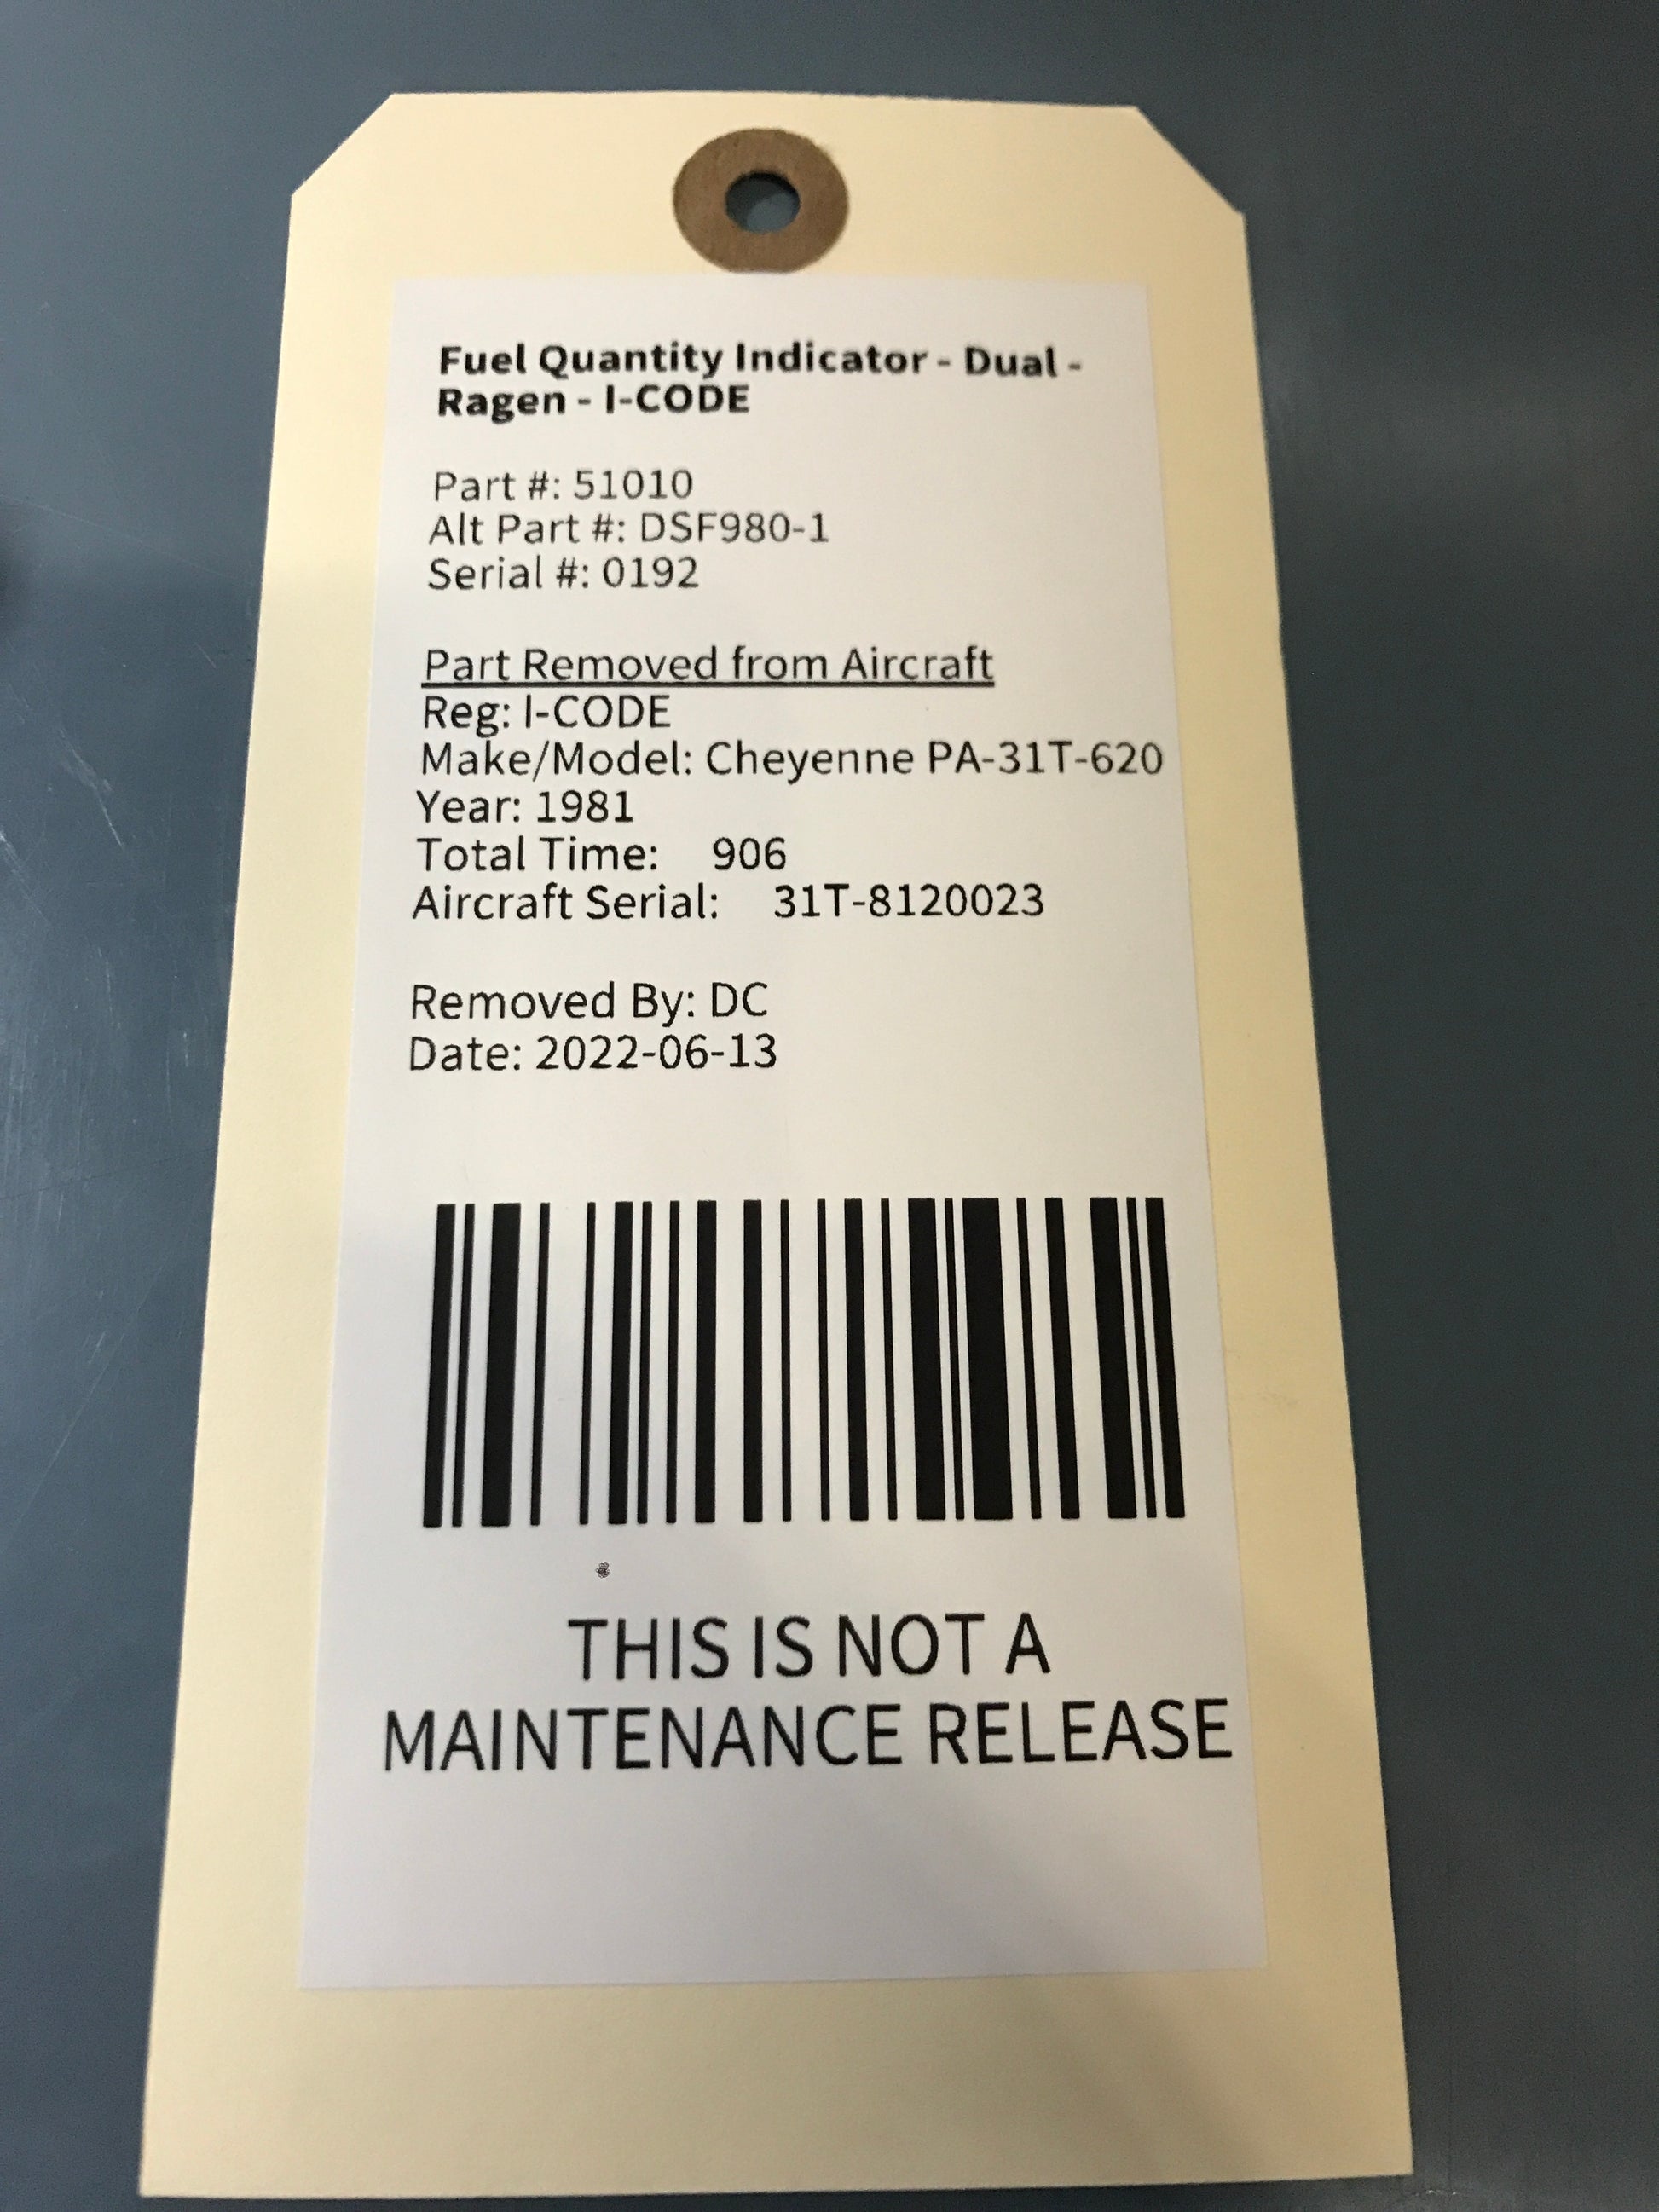 Fuel Quantity Indicator - Dual -
Ragen - I-CODE
Part #: 51010
Alt Part #: DSF980-1
Serial #: 0192
Part Removed from Aircraft
Reg: I-CODE
Make/Model: Cheyenne PA-31T-620
Year: 1981
Total Time: 906
Aircraft Serial: 31T-8120023
Removed By: DC
Date: 2022-06-13
THIS IS NOT A
MAINTENANCE RELEASE